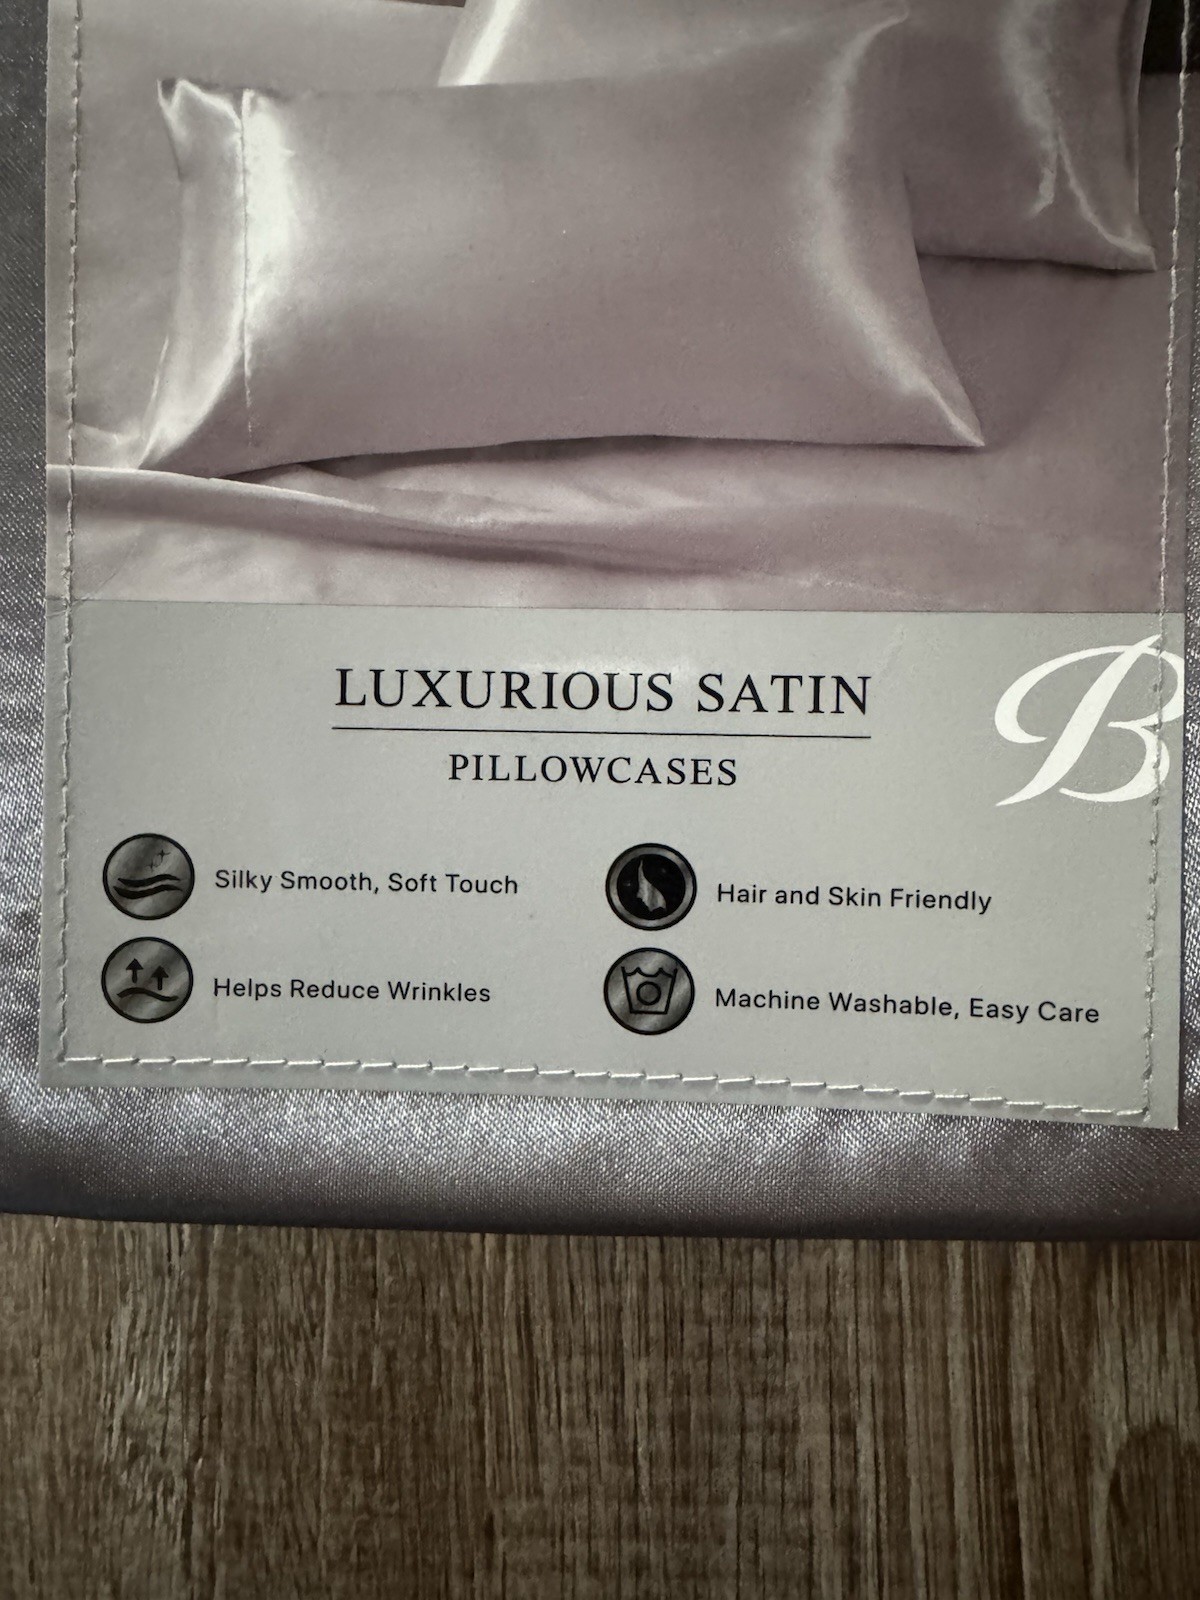 LUXURIOUS SATIN
PILLOWCASES
B
Silky Smooth, Soft Touch
Hair and Skin Friendly
Helps Reduce Wrinkles
Machine Washable, Easy Care